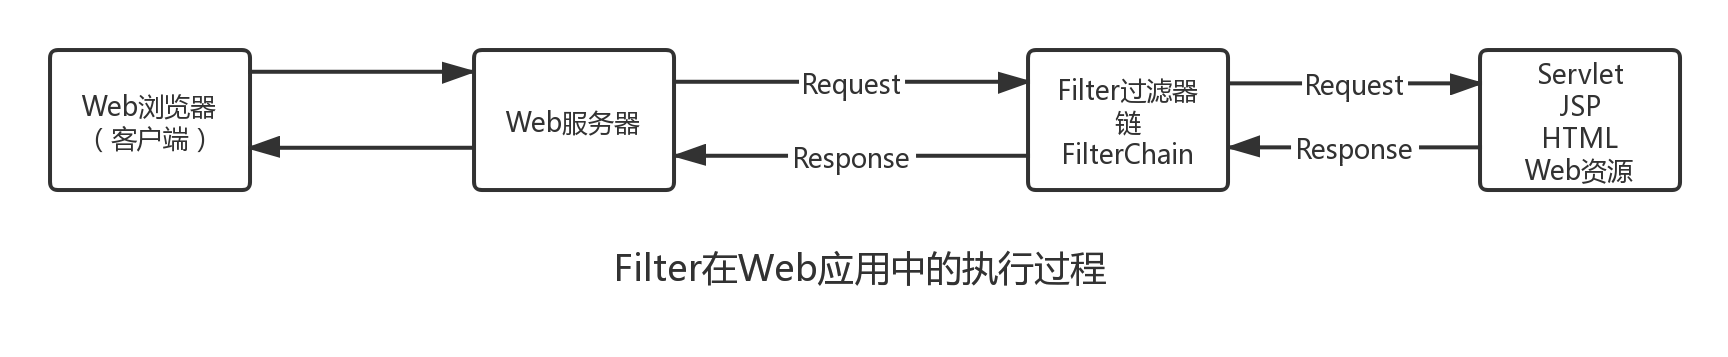 Web浏览器
（客户端）
Web服务器
Request
Response
Filter过滤器
链
FilterChain
Request
Response
Servlet
JSP
HTML
Web资源
Filter在Web应用中的执行过程